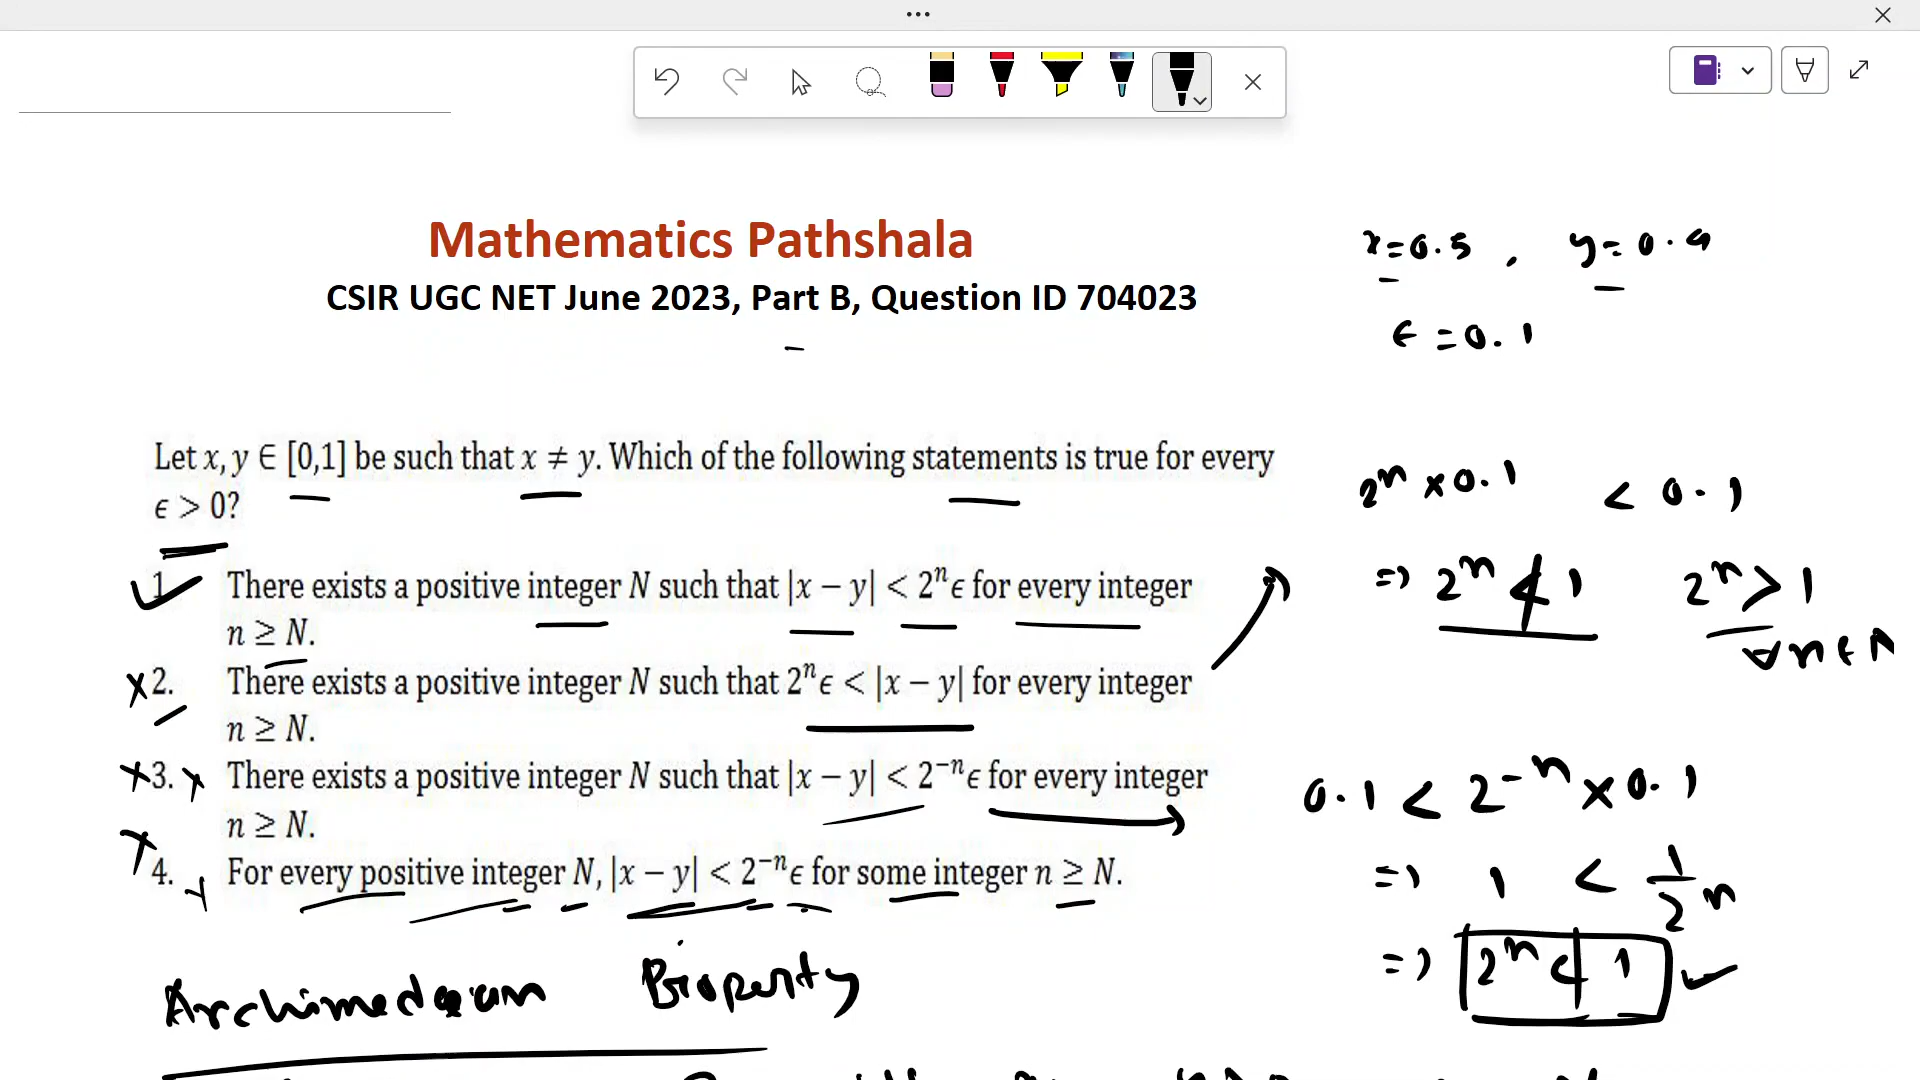 Mathematics Pathshala
CSIR UGC NET June 2023, Part B, Question ID 704023
x=0.5 , y=0.4
ϵ=0.1
Let x, y ∈ [0,1] be such that x ≠ y. Which of the following statements is true for every
ϵ > 0?
1. There exists a positive integer N such that |x − y| < 2ⁿϵ for every integer
n ≥ N.
2. There exists a positive integer N such that 2ⁿϵ < |x − y| for every integer
n ≥ N.
3. There exists a positive integer N such that |x − y| < 2⁻ⁿϵ for every integer
n ≥ N.
4. For every positive integer N, |x − y| < 2⁻ⁿϵ for some integer n ≥ N.
2ⁿ × 0.1 < 0.1
⇒ 2ⁿ ≮ 1 2ⁿ > 1
∀ n ∈ N
0.1 < 2⁻ⁿ × 0.1
⇒ 1 < 1/2ⁿ
⇒ 2ⁿ ≮ 1
Archimedean Property